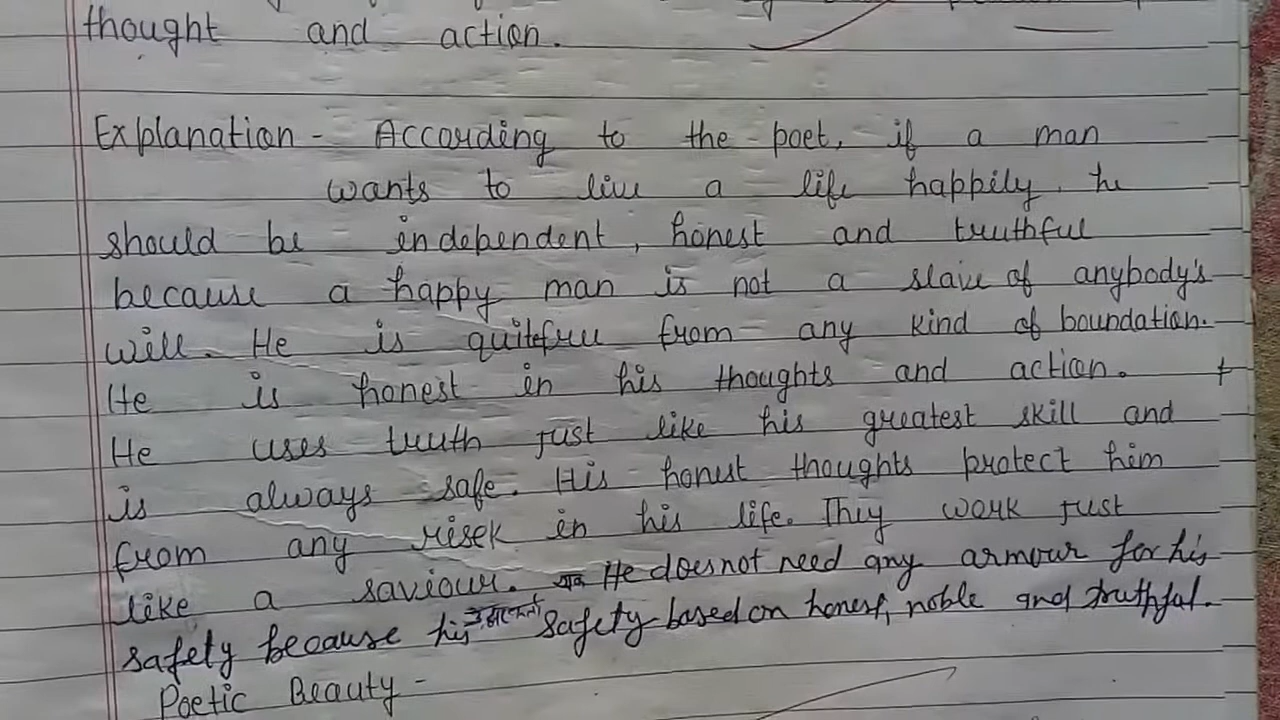 thought and action.
Explanation - According to the poet, if a man
wants to live a life happily, he
should be independent, honest and truthful
because a happy man is not a slave of anybody's
will. He is quite free from any kind of boundation.
He is honest in his thoughts and action.
He uses truth just like his greatest skill and
is always safe. His honest thoughts protect him
from any risek in his life. They work just
like a saviour. He does not need any armour for his
safety because his safety based on honest, noble and truthful.
Poetic Beauty -